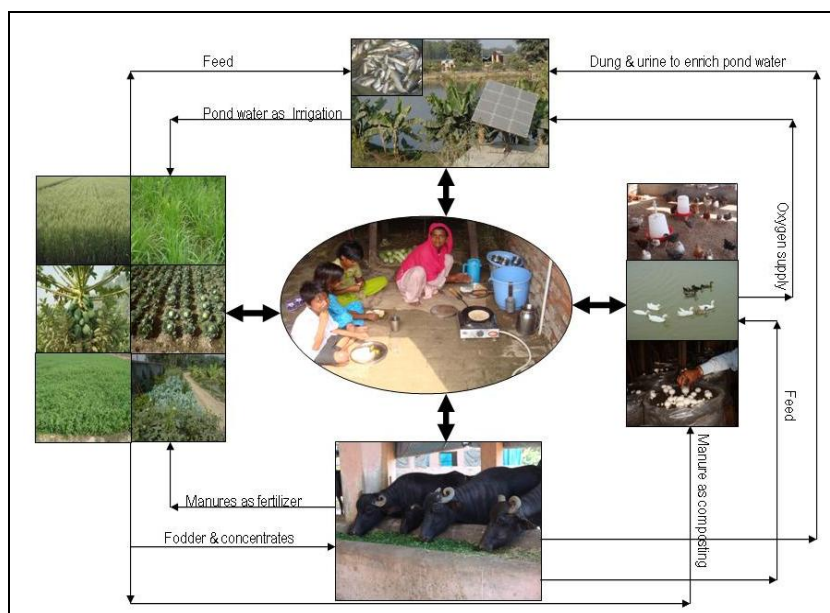 Feed
Dung & urine to enrich pond water
Pond water as Irrigation
Oxygen supply
Feed
Manure as composting
Manures as fertilizer
Fodder & concentrates